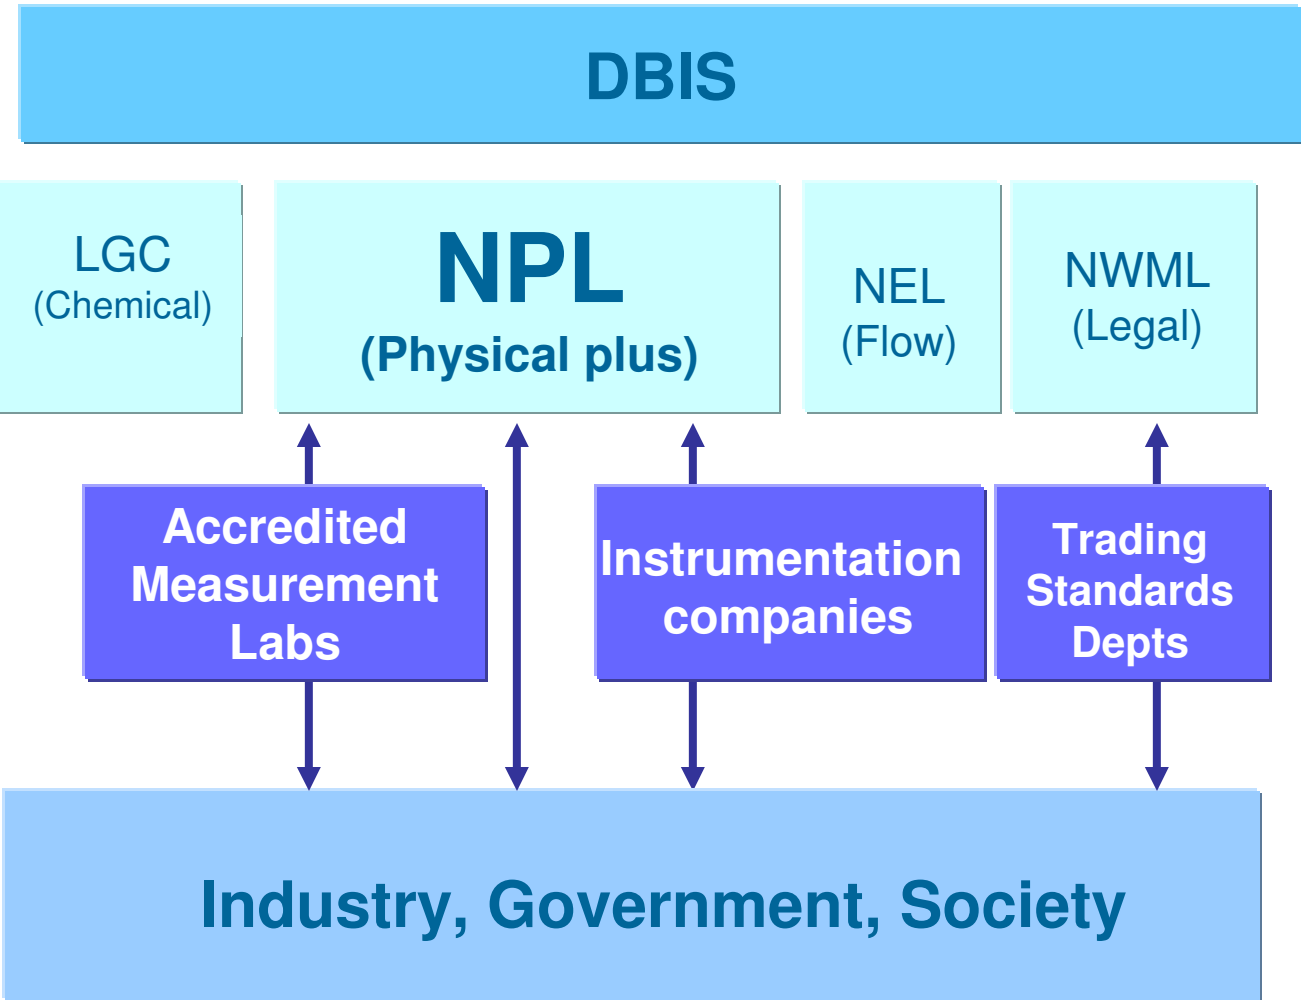 DBIS
LGC
(Chemical)
NPL
(Physical plus)
NEL
(Flow)
NWML
(Legal)
Accredited
Measurement
Labs
Instrumentation
companies
Trading
Standards
Depts
Industry, Government, Society